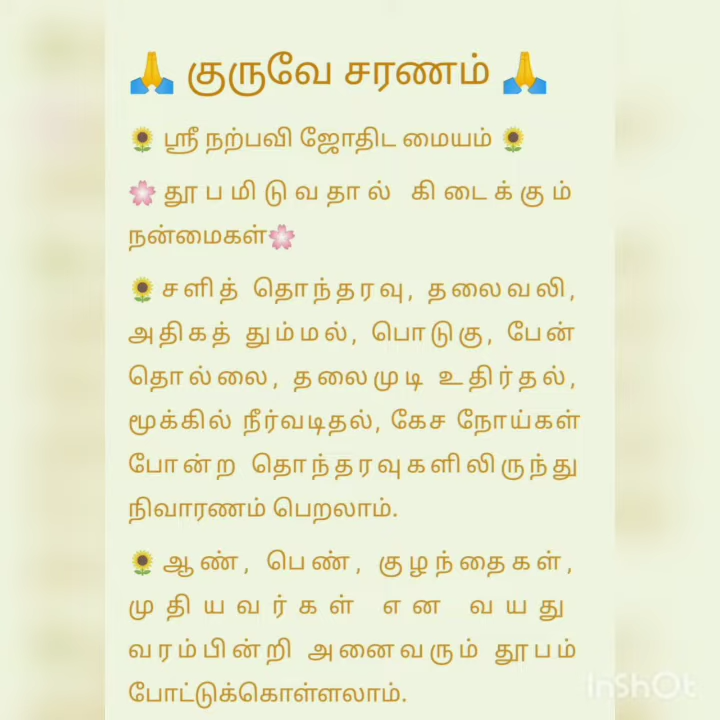 🙏 குருவே சரணம் 🙏
🌻 ஸ்ரீ நற்பவி ஜோதிட மையம் 🌻
🌸 தூபமிடுவதால் கிடைக்கும்
நன்மைகள்🌸
🌻சளித் தொந்தரவு, தலைவலி,
அதிகத் தும்மல், பொடுகு, பேன்
தொல்லை, தலைமுடி உதிர்தல்,
மூக்கில் நீர்வடிதல், கேச நோய்கள்
போன்ற தொந்தரவுகளிலிருந்து
நிவாரணம் பெறலாம்.
🌻ஆண், பெண், குழந்தைகள்,
முதியவர்கள் என வயது
வரம்பின்றி அனைவரும் தூபம்
போட்டுக்கொள்ளலாம்.
InShOt